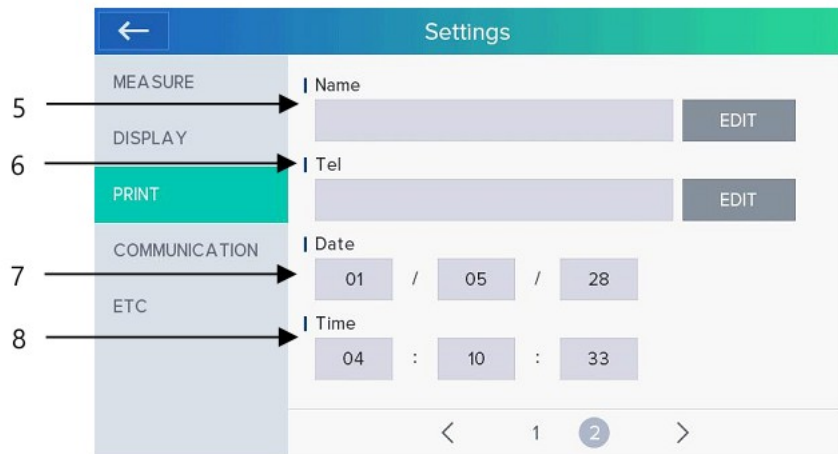 Settings
MEASURE
DISPLAY
PRINT
COMMUNICATION
ETC
5
Name
EDIT
6
Tel
EDIT
7
Date
01 / 05 / 28
8
Time
04 : 10 : 33
< 1 2 >